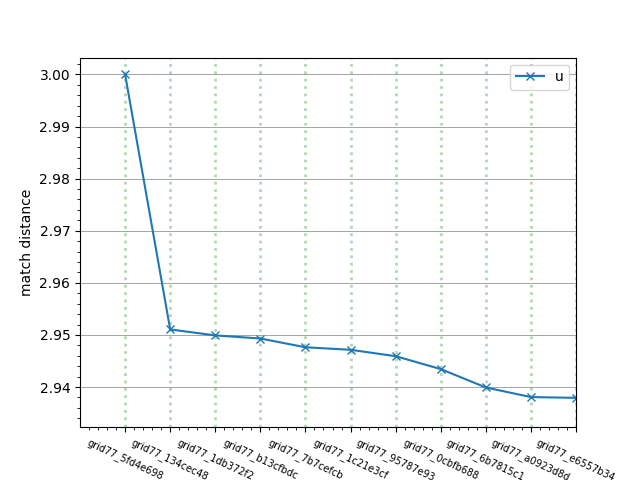 u
3.00
2.99
2.98
2.97
2.96
2.95
2.94
match distance
grid77_5fd4e698
grid77_134cec48
grid77_1db372f2
grid77_b13cfbdc
grid77_7b7cefcb
grid77_1c21e3cf
grid77_95787e93
grid77_0cbfb688
grid77_6b7815c1
grid77_a0923d8d
grid77_e6557b34